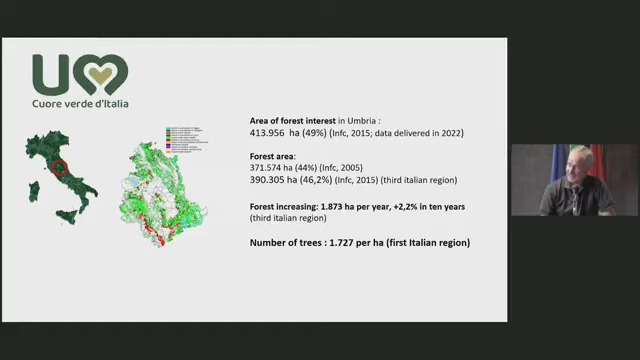 UM
Cuore verde d'Italia
Area of forest interest in Umbria :
413.956 ha (49%) (Infc, 2015; data delivered in 2022)
Forest area:
371.574 ha (44%) (Infc, 2005)
390.305 ha (46,2%) (Infc, 2015) (third italian region)
Forest increasing: 1.873 ha per year, +2,2% in ten years
(third italian region)
Number of trees : 1.727 per ha (first Italian region)